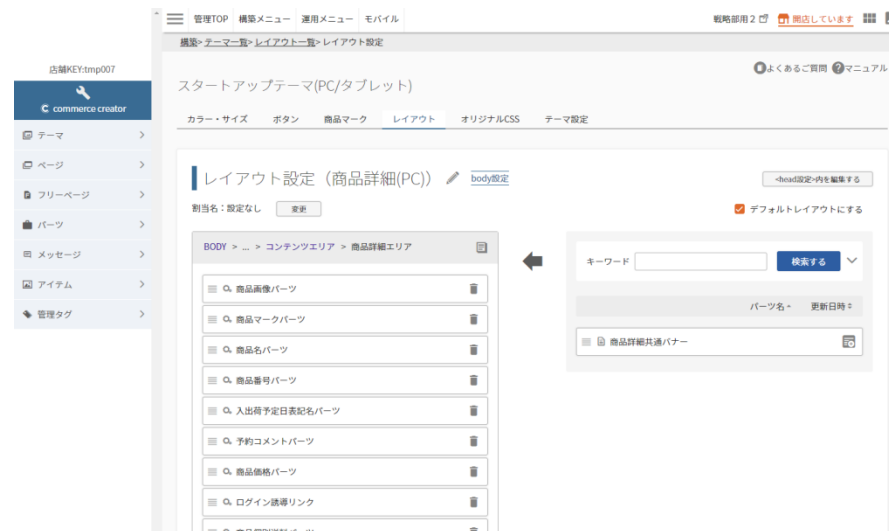 管理TOP 構築メニュー 運用メニュー モバイル 戦略部用2 開店しています
構築> テーマ一覧> レイアウト一覧> レイアウト設定
店舗KEY:tmp007
commerce creator
テーマ
ページ
フリーページ
パーツ
メッセージ
アイテム
管理タグ
よくあるご質問 マニュアル
スタートアップテーマ(PC/タブレット)
カラー・サイズ ボタン 商品マーク レイアウト オリジナルCSS テーマ設定
レイアウト設定（商品詳細(PC)） body設定
<head設定>内を編集する
割当名：設定なし 変更
デフォルトレイアウトにする
BODY > ... > コンテンツエリア > 商品詳細エリア
商品画像パーツ
商品マークパーツ
商品名パーツ
商品番号パーツ
入出荷予定日表記名パーツ
予約コメントパーツ
商品価格パーツ
ログイン誘導リンク
キーワード 検索する
パーツ名 更新日時
商品詳細共通バナー